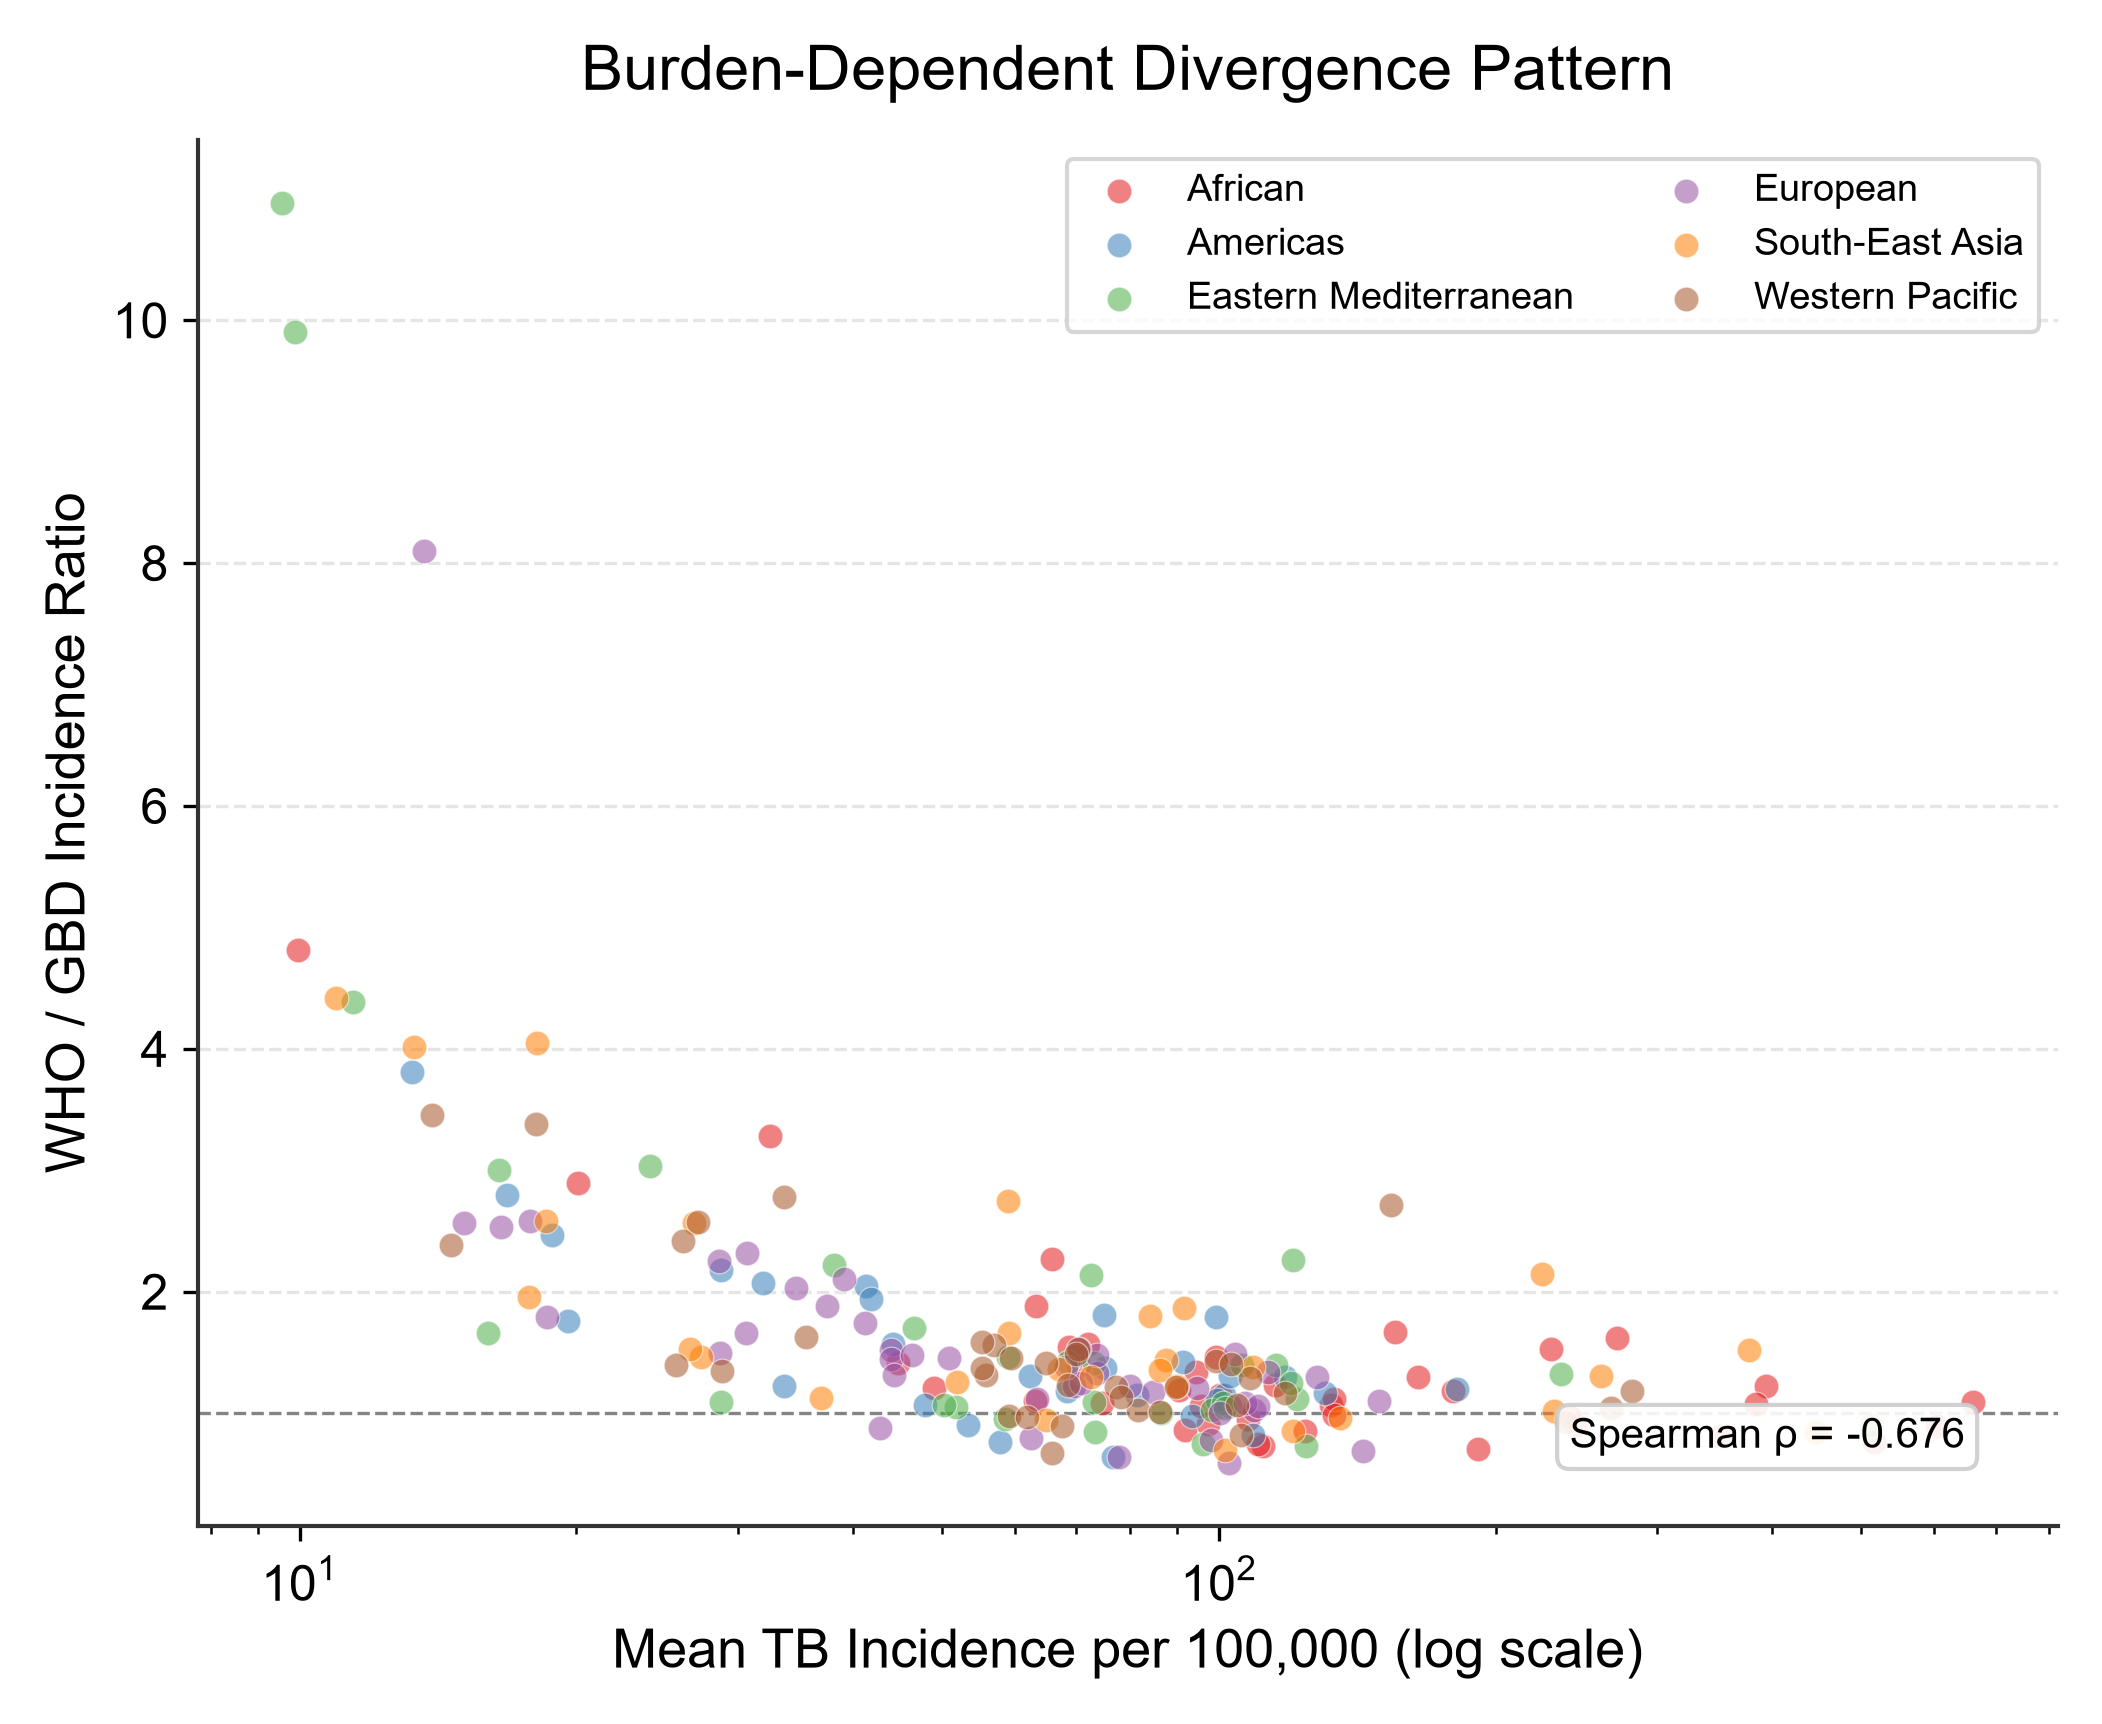 Burden-Dependent Divergence Pattern
African
Americas
Eastern Mediterranean
European
South-East Asia
Western Pacific
WHO / GBD Incidence Ratio
10
8
6
4
2
Spearman ρ = -0.676
10¹
10²
Mean TB Incidence per 100,000 (log scale)